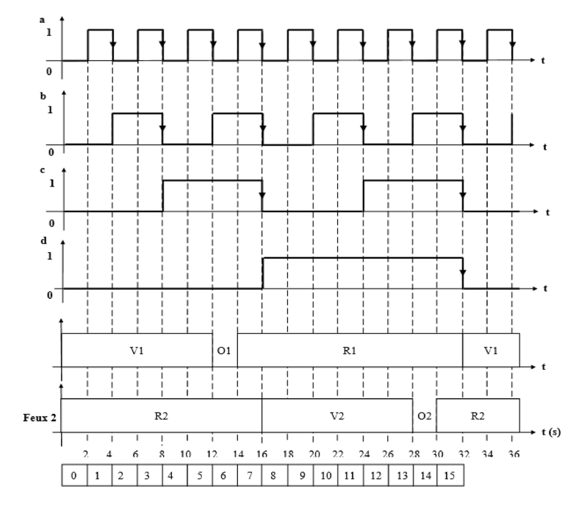 a
1
0
t
b
1
0
t
c
1
0
t
d
1
0
t
V1 O1 R1 V1
t
Feux 2 R2 V2 O2 R2
t (s)
2 4 6 8 10 12 14 16 18 20 22 24 26 28 30 32 34 36
0 1 2 3 4 5 6 7 8 9 10 11 12 13 14 15